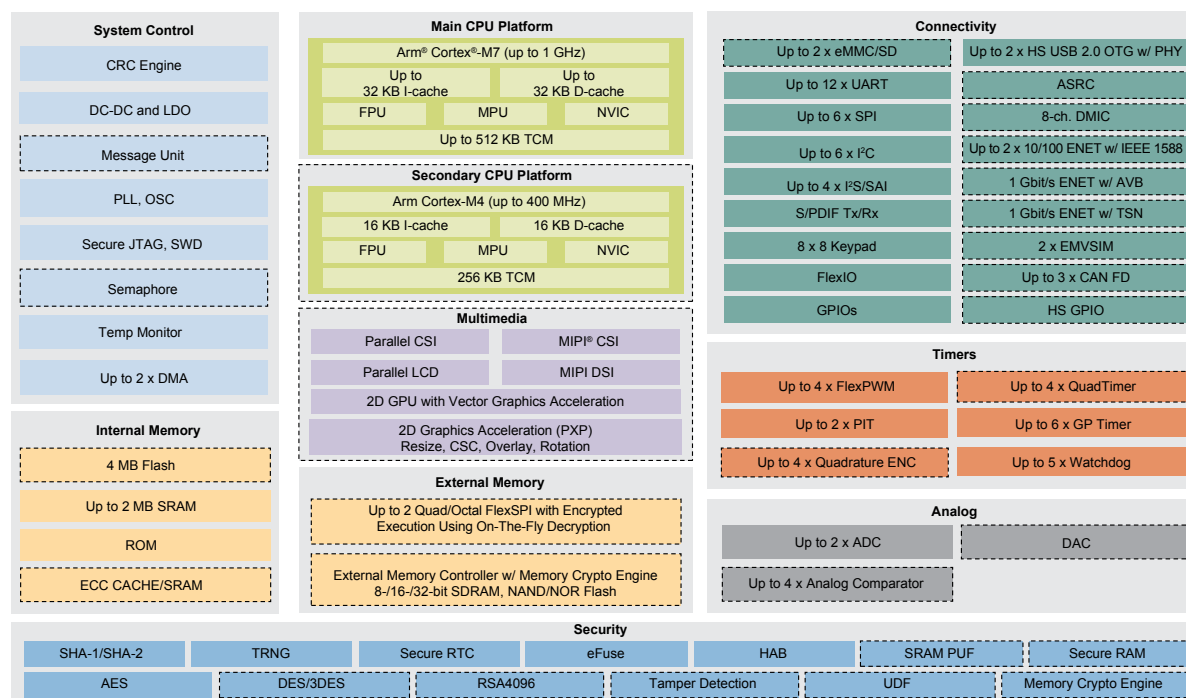 System Control
CRC Engine
DC-DC and LDO
Message Unit
PLL, OSC
Secure JTAG, SWD
Semaphore
Temp Monitor
Up to 2 x DMA
Internal Memory
4 MB Flash
Up to 2 MB SRAM
ROM
ECC CACHE/SRAM
Main CPU Platform
Arm® Cortex®-M7 (up to 1 GHz)
Up to
32 KB I-cache
Up to
32 KB D-cache
FPU
MPU
NVIC
Up to 512 KB TCM
Secondary CPU Platform
Arm Cortex-M4 (up to 400 MHz)
16 KB I-cache
16 KB D-cache
FPU
MPU
NVIC
256 KB TCM
Multimedia
Parallel CSI
MIPI® CSI
Parallel LCD
MIPI DSI
2D GPU with Vector Graphics Acceleration
2D Graphics Acceleration (PXP)
Resize, CSC, Overlay, Rotation
External Memory
Up to 2 Quad/Octal FlexSPI with Encrypted
Execution Using On-The-Fly Decryption
External Memory Controller w/ Memory Crypto Engine
8-/16-/32-bit SDRAM, NAND/NOR Flash
Connectivity
Up to 2 x eMMC/SD
Up to 2 x HS USB 2.0 OTG w/ PHY
Up to 12 x UART
ASRC
Up to 6 x SPI
8-ch. DMIC
Up to 6 x I²C
Up to 2 x 10/100 ENET w/ IEEE 1588
Up to 4 x I²S/SAI
1 Gbit/s ENET w/ AVB
S/PDIF Tx/Rx
1 Gbit/s ENET w/ TSN
8 x 8 Keypad
2 x EMVSIM
FlexIO
Up to 3 x CAN FD
GPIOs
HS GPIO
Timers
Up to 4 x FlexPWM
Up to 4 x QuadTimer
Up to 2 x PIT
Up to 6 x GP Timer
Up to 4 x Quadrature ENC
Up to 5 x Watchdog
Analog
Up to 2 x ADC
DAC
Up to 4 x Analog Comparator
Security
SHA-1/SHA-2
TRNG
Secure RTC
eFuse
HAB
SRAM PUF
Secure RAM
AES
DES/3DES
RSA4096
Tamper Detection
UDF
Memory Crypto Engine